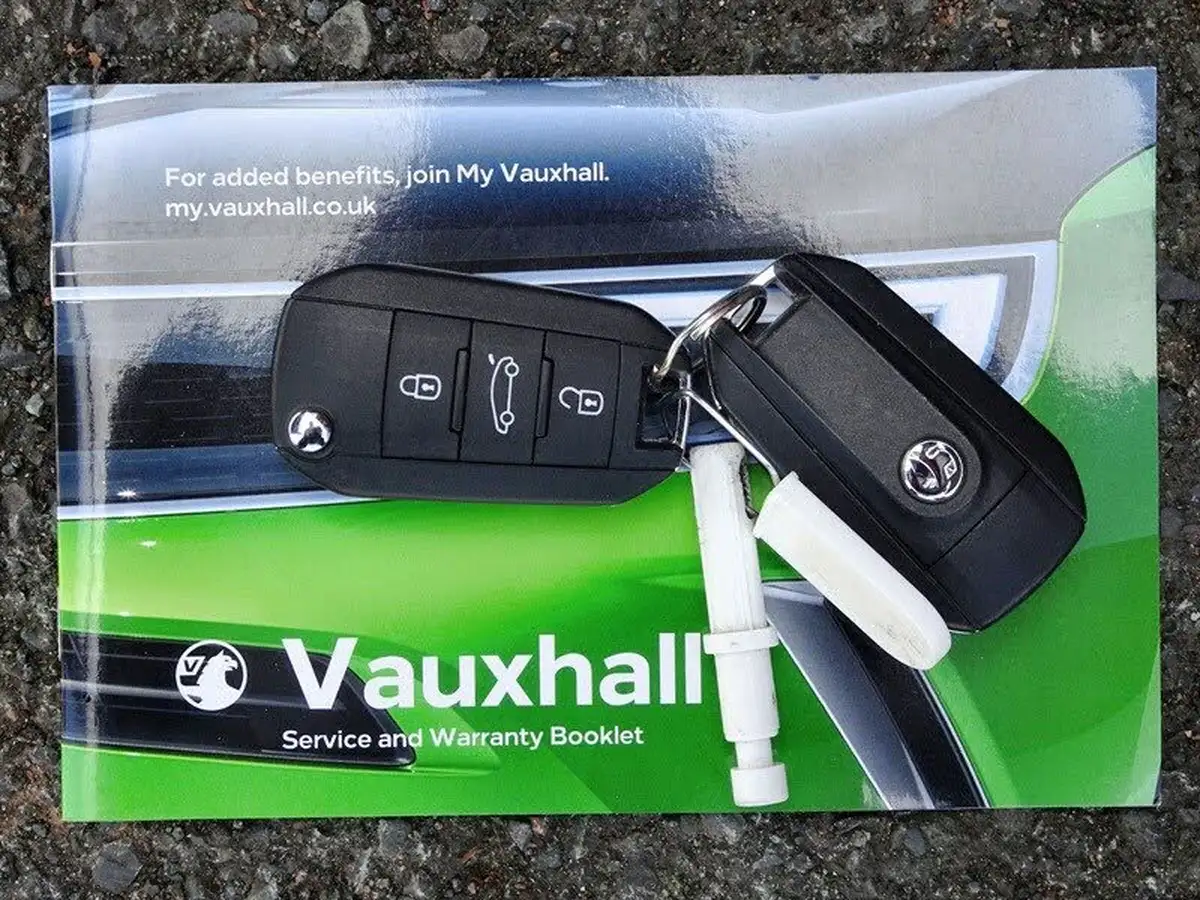 For added benefits, join My Vauxhall.
my.vauxhall.co.uk
V
Vauxhall
Service and Warranty Booklet